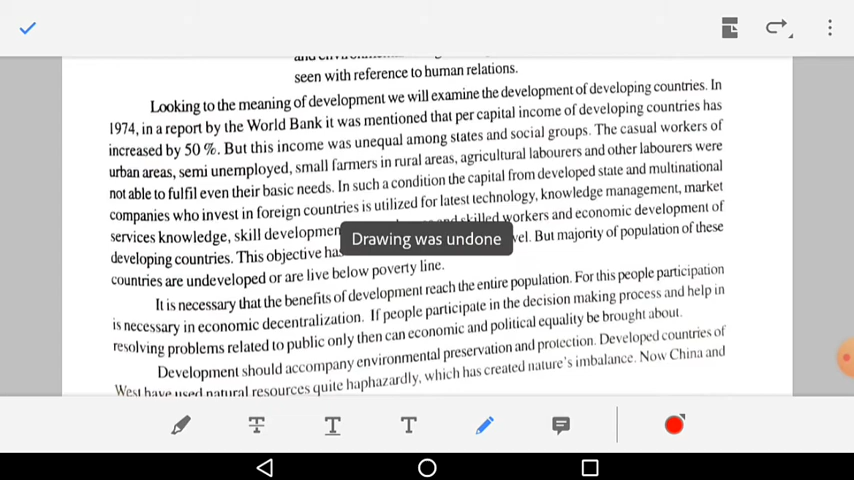 seen with reference to human relations.
Looking to the meaning of development we will examine the development of developing countries. In
1974, in a report by the World Bank it was mentioned that per capital income of developing countries has
increased by 50 %. But this income was unequal among states and social groups. The casual workers of
urban areas, semi unemployed, small farmers in rural areas, agricultural labourers and other labourers were
not able to fulfil even their basic needs. In such a condition the capital from developed state and multinational
companies who invest in foreign countries is utilized for latest technology, knowledge management, market
services knowledge, skill developmen and skilled workers and economic development of
developing countries. This objective has vel. But majority of population of these
countries are undeveloped or are live below poverty line.
Drawing was undone
It is necessary that the benefits of development reach the entire population. For this people participation
is necessary in economic decentralization. If people participate in the decision making process and help in
resolving problems related to public only then can economic and political equality be brought about.
Development should accompany environmental preservation and protection. Developed countries of
West have used natural resources quite haphazardly, which has created nature's imbalance. Now China and
T
T
T